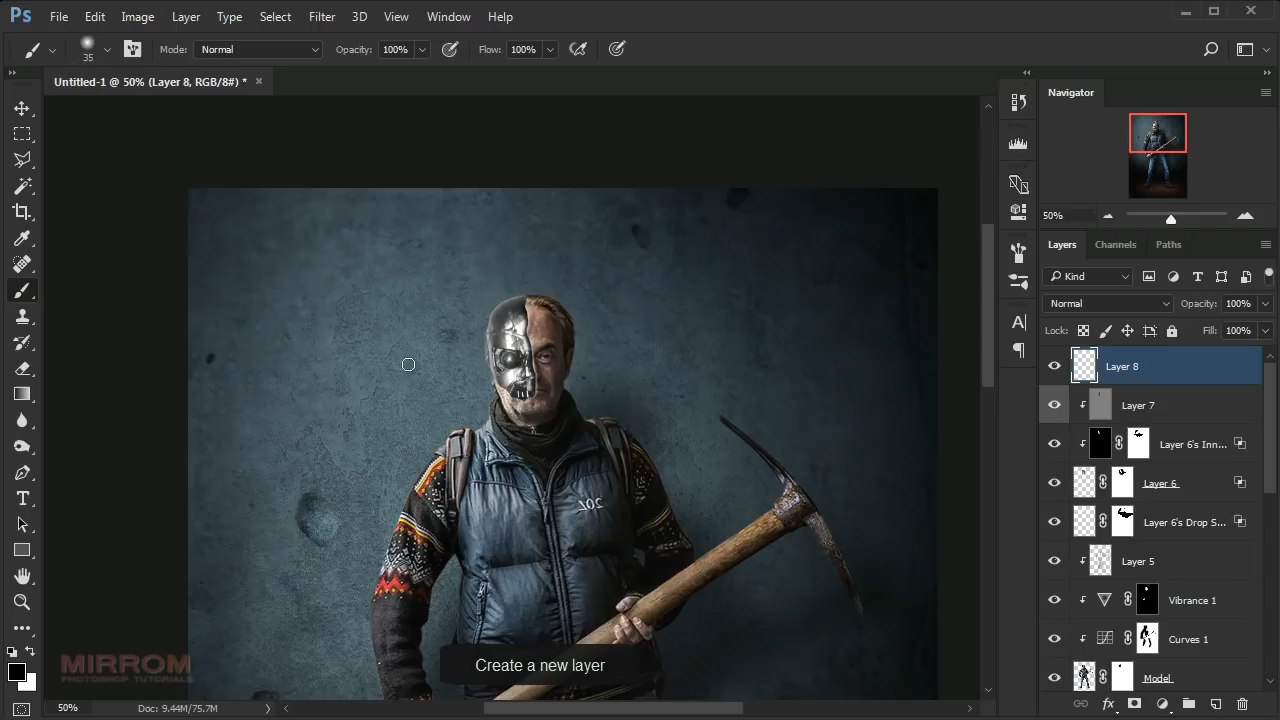 Ps File Edit Image Layer Type Select Filter 3D View Window Help
35 Mode: Normal Opacity: 100% Flow: 100%
Untitled-1 @ 50% (Layer 8, RGB/8#) * ×
Navigator
50%
Layers Channels Paths
Kind
Normal Opacity: 100%
Lock: Fill: 100%
Layer 8
Layer 7
Layer 6's Inn...
Layer 6
Layer 6's Drop S...
Layer 5
Vibrance 1
Curves 1
Model
MIRROM
PHOTOSHOP TUTORIALS
Create a new layer
50% Doc: 9.44M/75.7M